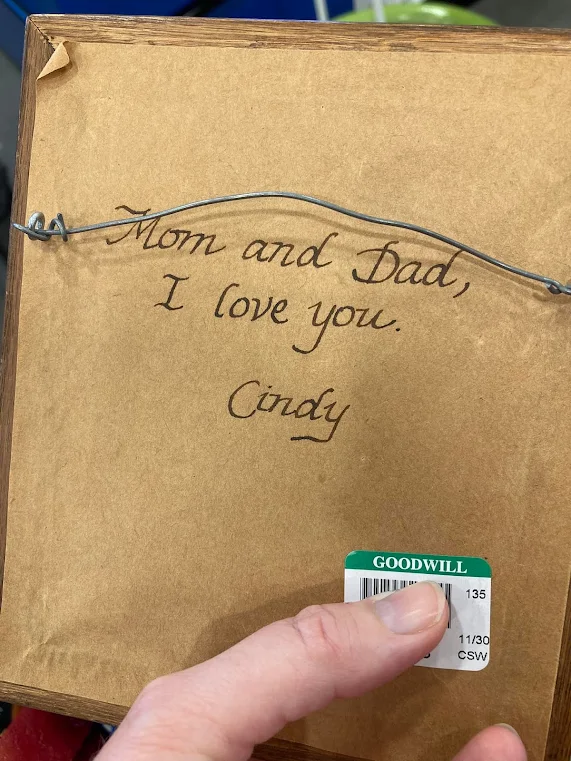 Mom and Dad,
I love you.
Cindy
GOODWILL
135
11/30
CSW